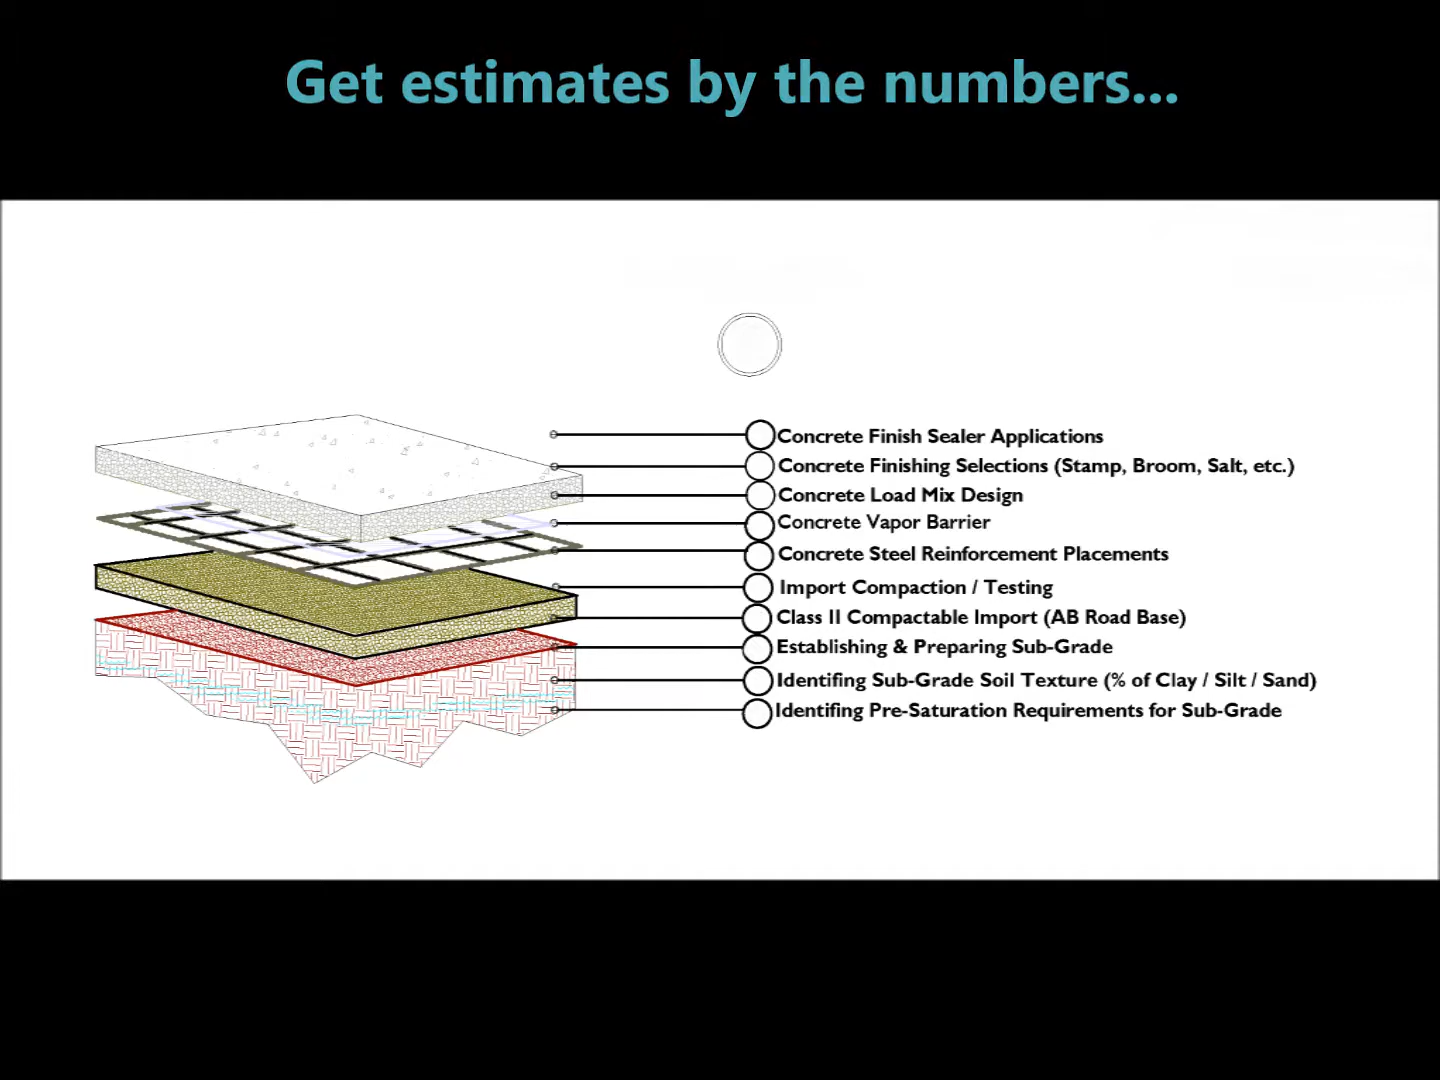 Get estimates by the numbers...
Concrete Finish Sealer Applications
Concrete Finishing Selections (Stamp, Broom, Salt, etc.)
Concrete Load Mix Design
Concrete Vapor Barrier
Concrete Steel Reinforcement Placements
Import Compaction / Testing
Class II Compactable Import (AB Road Base)
Establishing & Preparing Sub-Grade
Identifing Sub-Grade Soil Texture (% of Clay / Silt / Sand)
Identifing Pre-Saturation Requirements for Sub-Grade